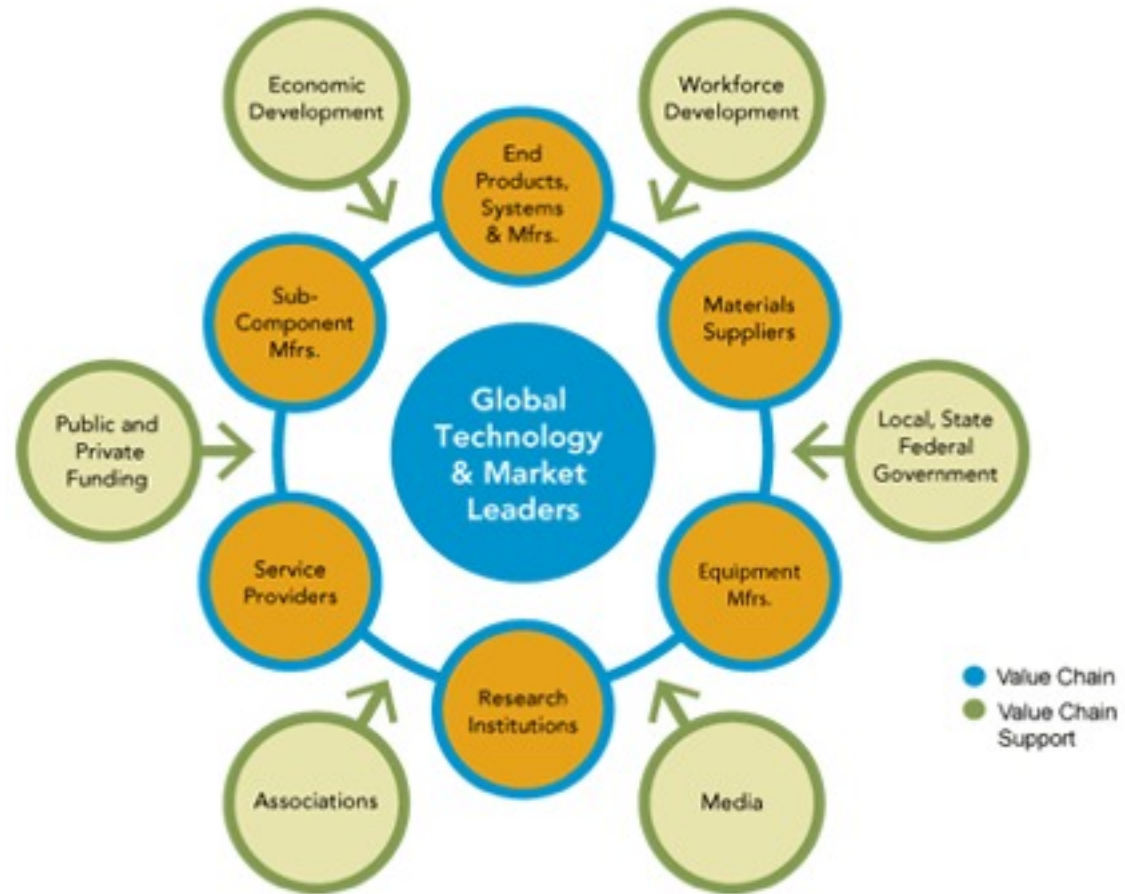 Economic
Development
Workforce
Development
End
Products,
Systems
& Mfrs.
Sub-
Component
Mfrs.
Materials
Suppliers
Public and
Private
Funding
Global
Technology
& Market
Leaders
Local, State
Federal
Government
Service
Providers
Equipment
Mfrs.
Research
Institutions
Associations
Media
Value Chain
Value Chain
Support